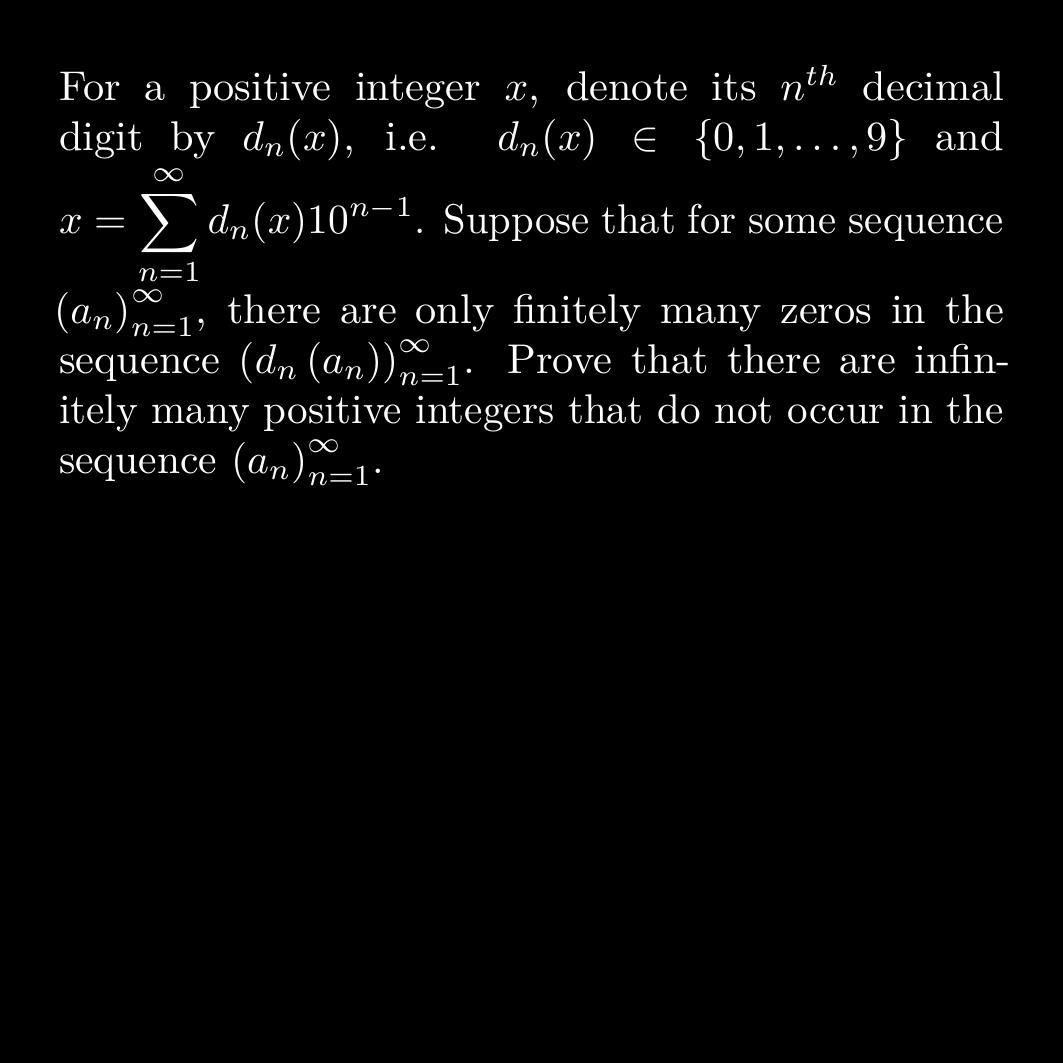 For a positive integer $x$, denote its $n^{th}$ decimal
digit by $d_n(x)$, i.e. $d_n(x) \in \{0, 1, \ldots, 9\}$ and
$x = \sum_{n=1}^{\infty} d_n(x)10^{n-1}$. Suppose that for some sequence
$(a_n)_{n=1}^{\infty}$, there are only finitely many zeros in the
sequence $(d_n(a_n))_{n=1}^{\infty}$. Prove that there are infin-
itely many positive integers that do not occur in the
sequence $(a_n)_{n=1}^{\infty}$.